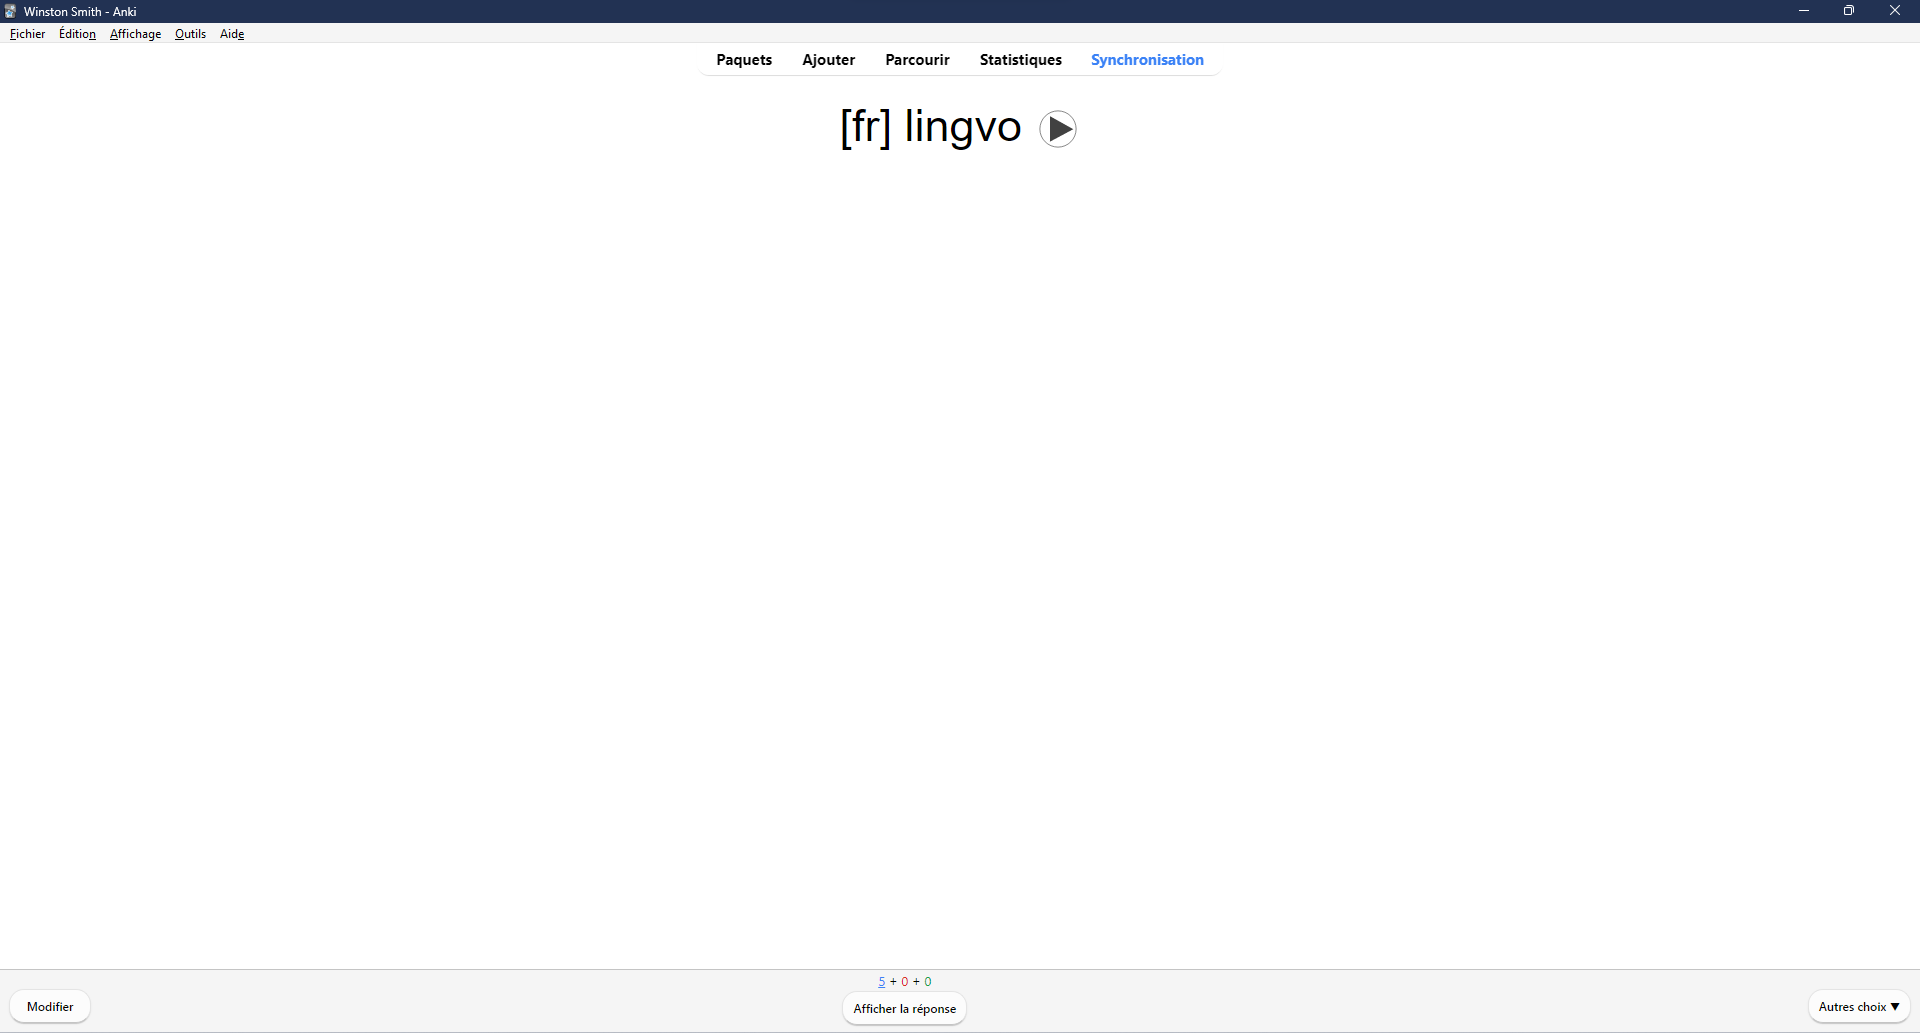 Winston Smith - Anki
Fichier Édition Affichage Outils Aide
Paquets Ajouter Parcourir Statistiques Synchronisation
[fr] lingvo
5 + 0 + 0
Modifier Afficher la réponse Autres choix ▼